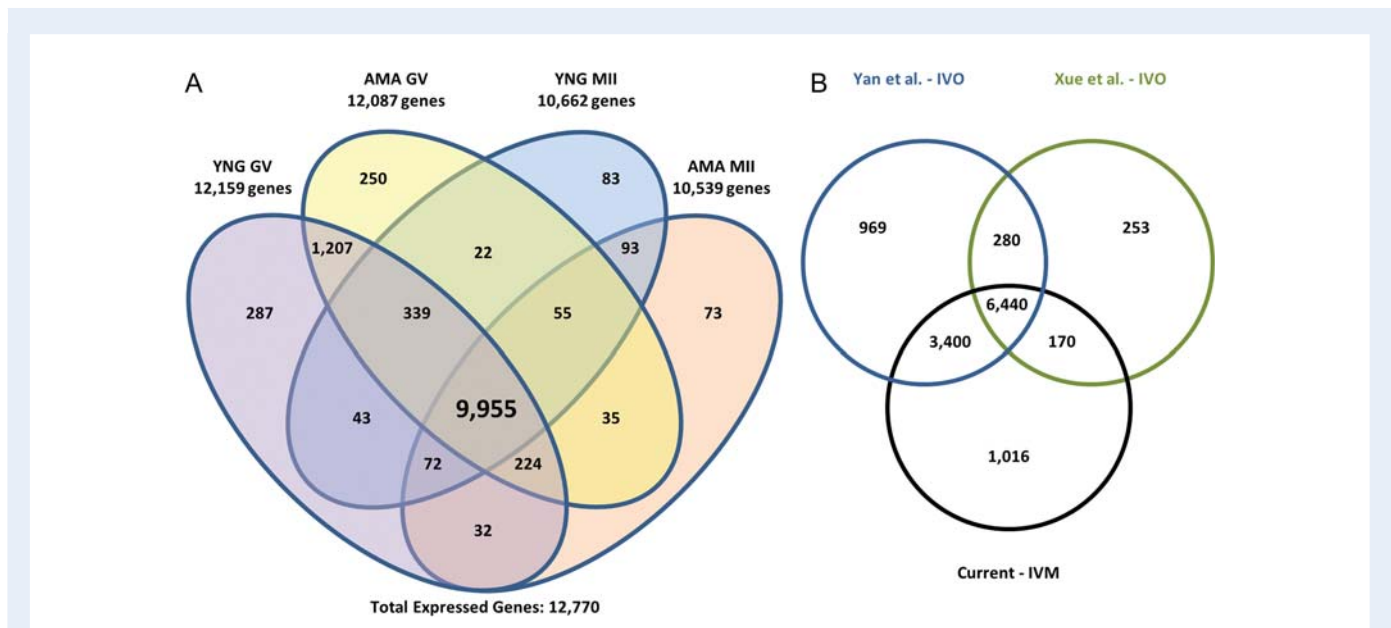 A
AMA GV
12,087 genes
YNG MII
10,662 genes
YNG GV
12,159 genes
AMA MII
10,539 genes
250
83
1,207
22
93
287
339
55
73
43
9,955
35
72
224
32
Total Expressed Genes: 12,770
B
Yan et al. - IVO
Xue et al. - IVO
969
280
253
6,440
3,400
170
1,016
Current - IVM